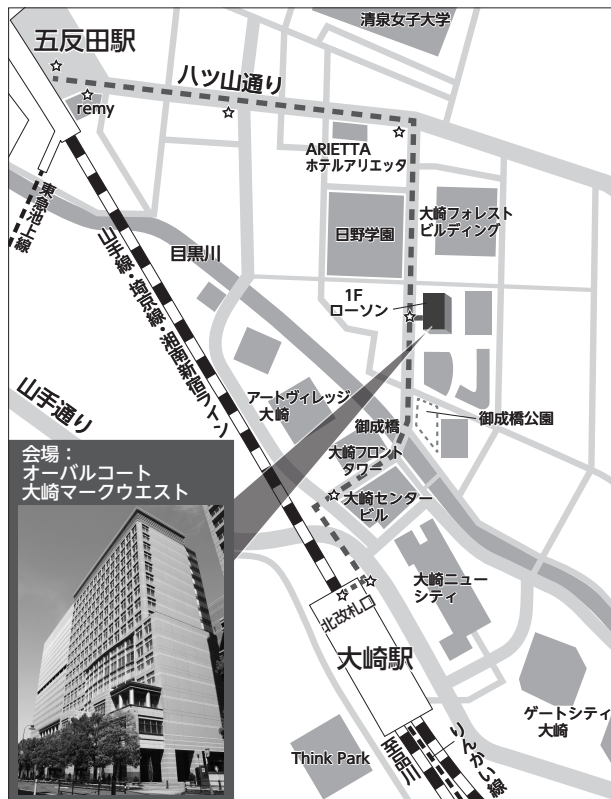 清泉女子大学
五反田駅
八ツ山通り
remy
ARIETTA
ホテルアリエッタ
東急池上線
日野学園
大崎フォレスト
ビルディング
目黒川
山手線・埼京線・湘南新宿ライン
1F
ローソン
山手通り
アートヴィレッジ
大崎
御成橋
御成橋公園
大崎フロント
タワー
会場：
オーバルコート
大崎マークウエスト
大崎センター
ビル
大崎ニュー
シティ
北改札口
大崎駅
ゲートシティ
大崎
Think Park
至品川
りんかい線